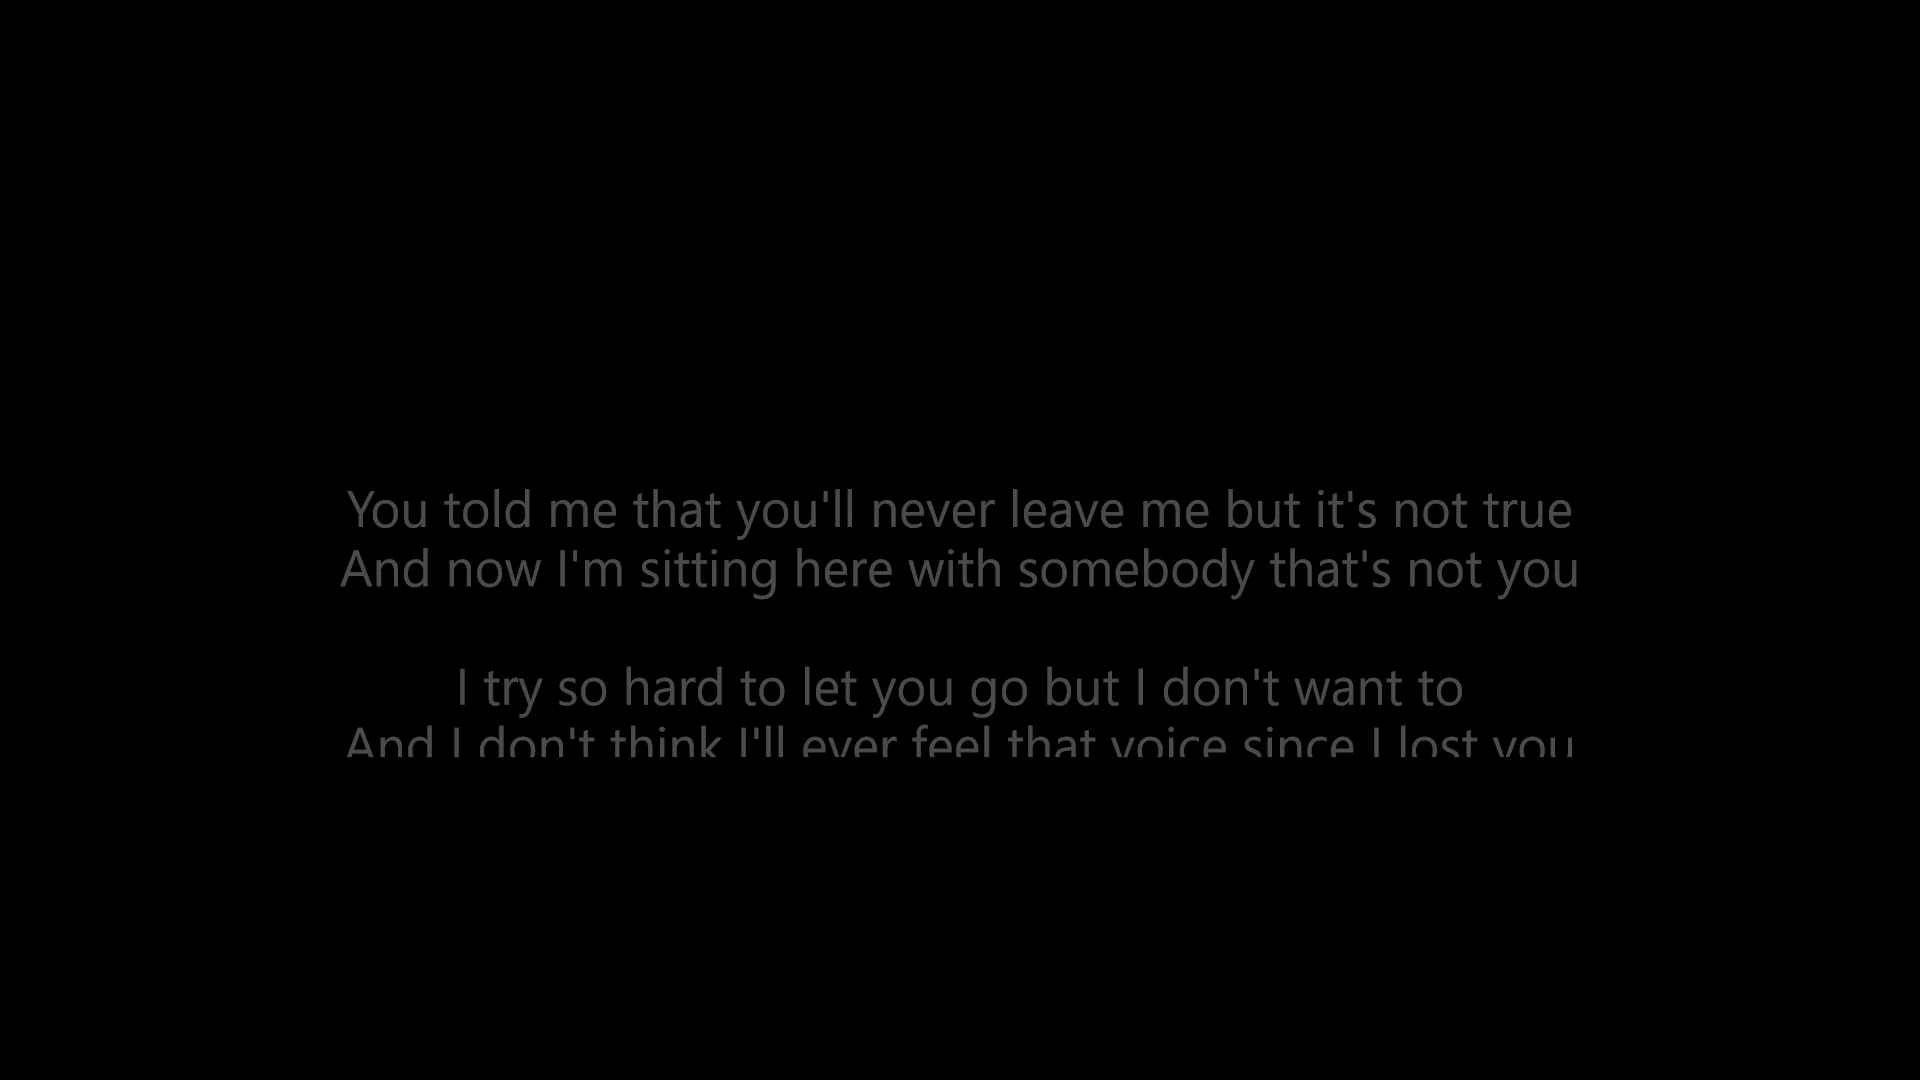 You told me that you'll never leave me but it's not true
And now I'm sitting here with somebody that's not you
I try so hard to let you go but I don't want to
And I don't think I'll ever feel that voice since I lost you